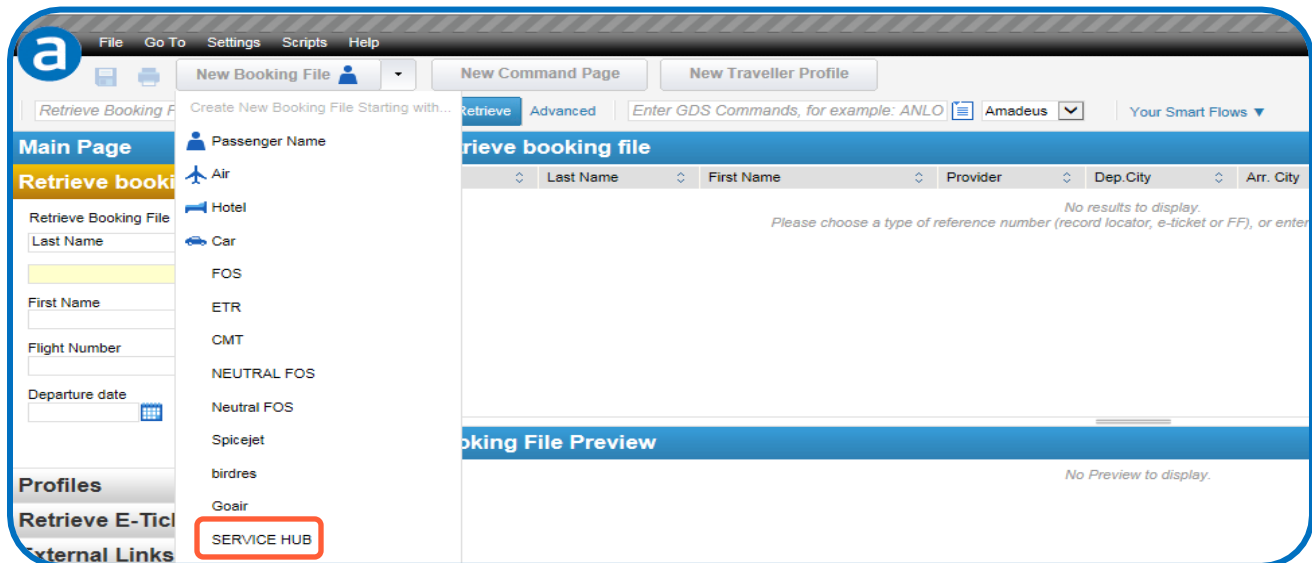 a
File Go To Settings Scripts Help
New Booking File New Command Page New Traveller Profile
Retrieve Booking Create New Booking File Starting with... Retrieve Advanced Enter GDS Commands, for example: ANLO Amadeus Your Smart Flows
Main Page
Retrieve
Retrieve Booking File
Last Name
First Name
Flight Number
Departure date
Profiles
Retrieve
External Links
Passenger Name
Air
Hotel
Car
FOS
ETR
CMT
NEUTRAL FOS
Neutral FOS
Spicejet
birdres
Goair
SERVICE HUB
booking file
Last Name First Name Provider Dep.City Arr. City
No results to display.
Please choose a type of reference number (record locator, e-ticket or FF), or enter
File Preview
No Preview to display.